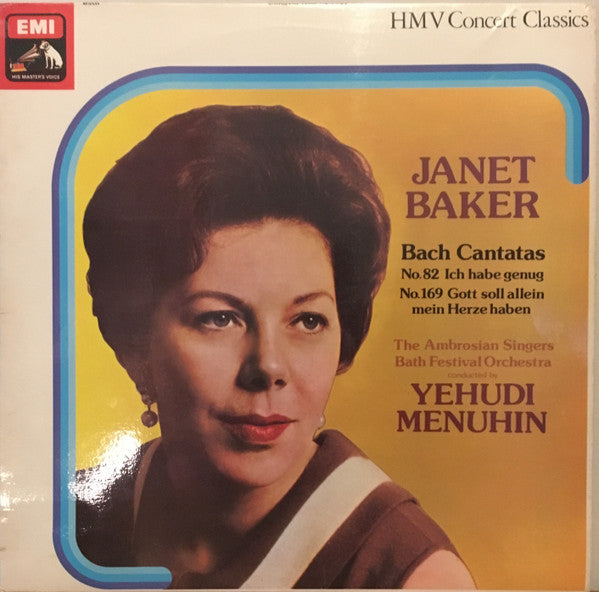 EMI
HIS MASTER'S VOICE
HMV Concert Classics
JANET
BAKER
Bach Cantatas
No.82 Ich habe genug
No.169 Gott soll allein
mein Herze haben
The Ambrosian Singers
Bath Festival Orchestra
conducted by
YEHUDI
MENUHIN